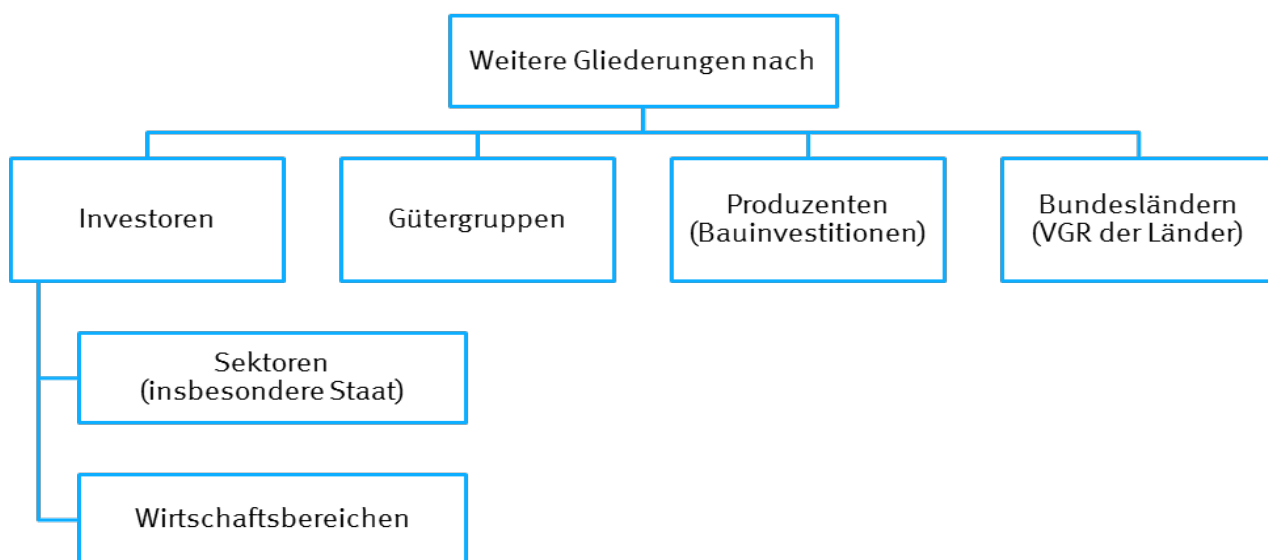 Weitere Gliederungen nach
Investoren
Gütergruppen
Produzenten
(Bauinvestitionen)
Bundesländern
(VGR der Länder)
Sektoren
(insbesondere Staat)
Wirtschaftsbereichen